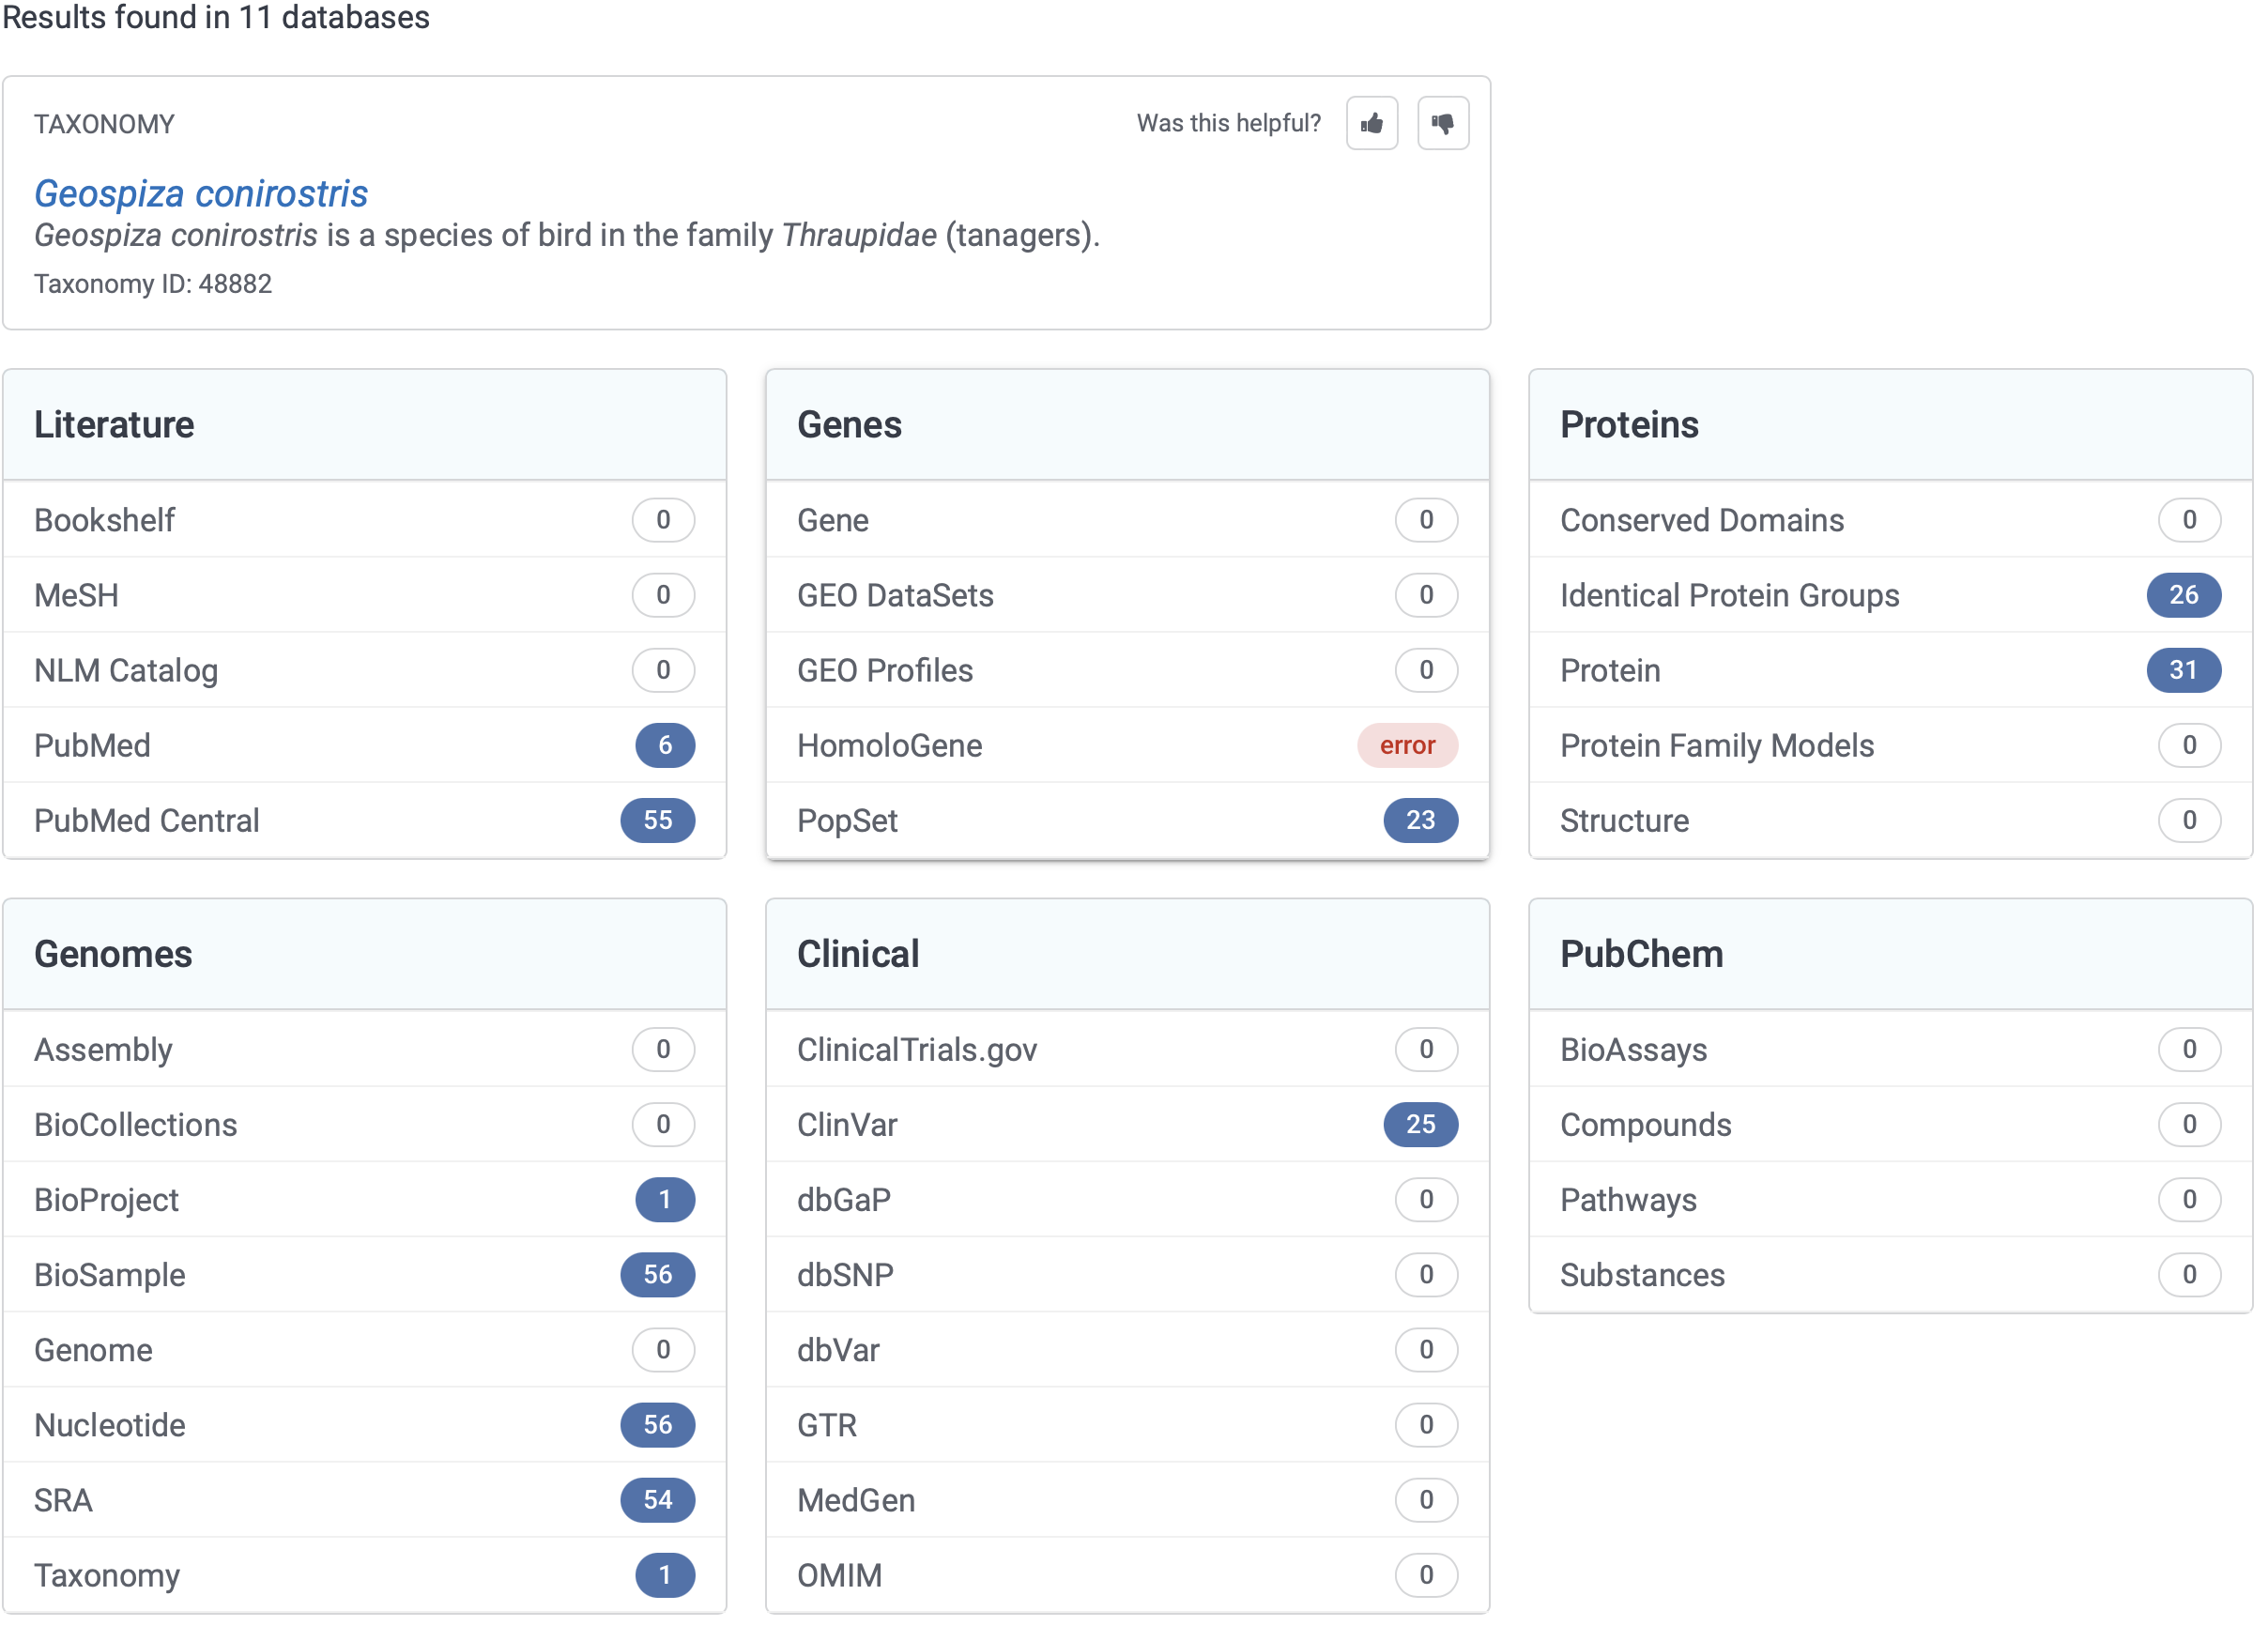 Results found in 11 databases
TAXONOMY
Was this helpful?
Geospiza conirostris
Geospiza conirostris is a species of bird in the family Thraupidae (tanagers).
Taxonomy ID: 48882
Literature
Bookshelf 0
MeSH 0
NLM Catalog 0
PubMed 6
PubMed Central 55
Genes
Gene 0
GEO DataSets 0
GEO Profiles 0
HomoloGene error
PopSet 23
Proteins
Conserved Domains 0
Identical Protein Groups 26
Protein 31
Protein Family Models 0
Structure 0
Genomes
Assembly 0
BioCollections 0
BioProject 1
BioSample 56
Genome 0
Nucleotide 56
SRA 54
Taxonomy 1
Clinical
ClinicalTrials.gov 0
ClinVar 25
dbGaP 0
dbSNP 0
dbVar 0
GTR 0
MedGen 0
OMIM 0
PubChem
BioAssays 0
Compounds 0
Pathways 0
Substances 0